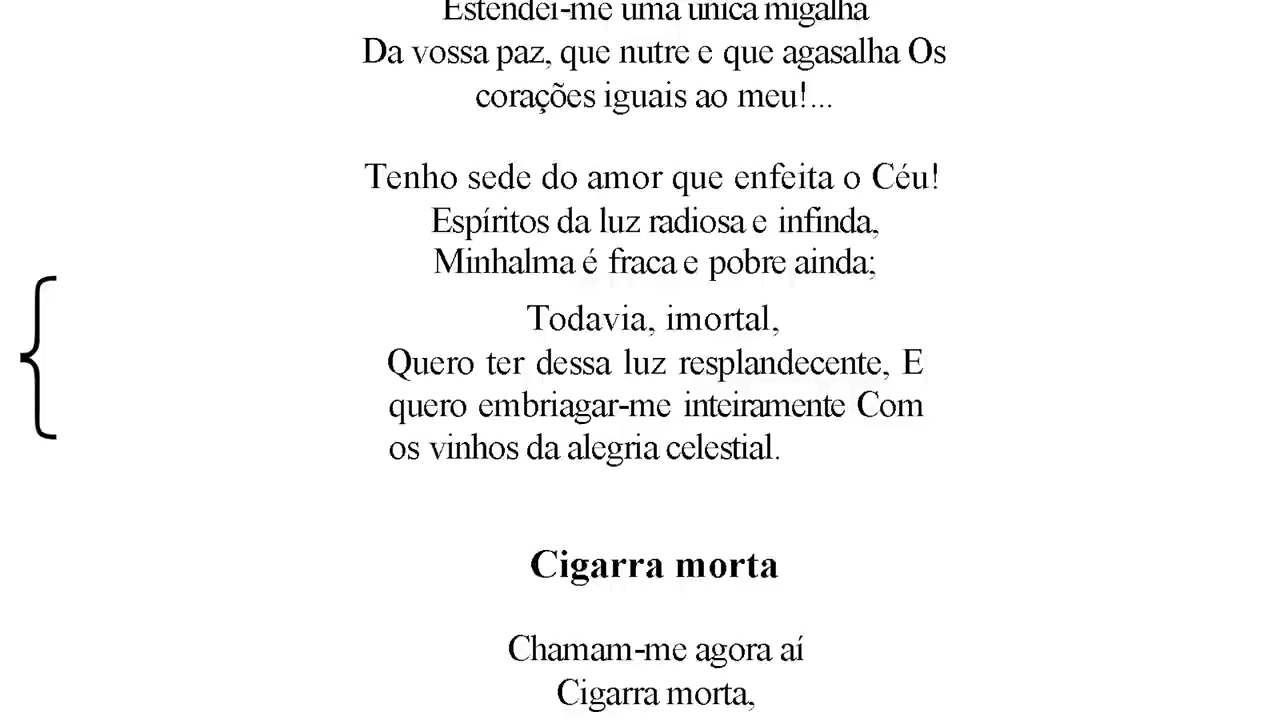 Estendei-me uma única migalha
Da vossa paz, que nutre e que agasalha Os
corações iguais ao meu!...
Tenho sede do amor que enfeita o Céu!
Espíritos da luz radiosa e infinda,
Minhalma é fraca e pobre ainda;
Todavia, imortal,
Quero ter dessa luz resplandecente, E
quero embriagar-me inteiramente Com
os vinhos da alegria celestial.
Cigarra morta
Chamam-me agora aí
Cigarra morta,